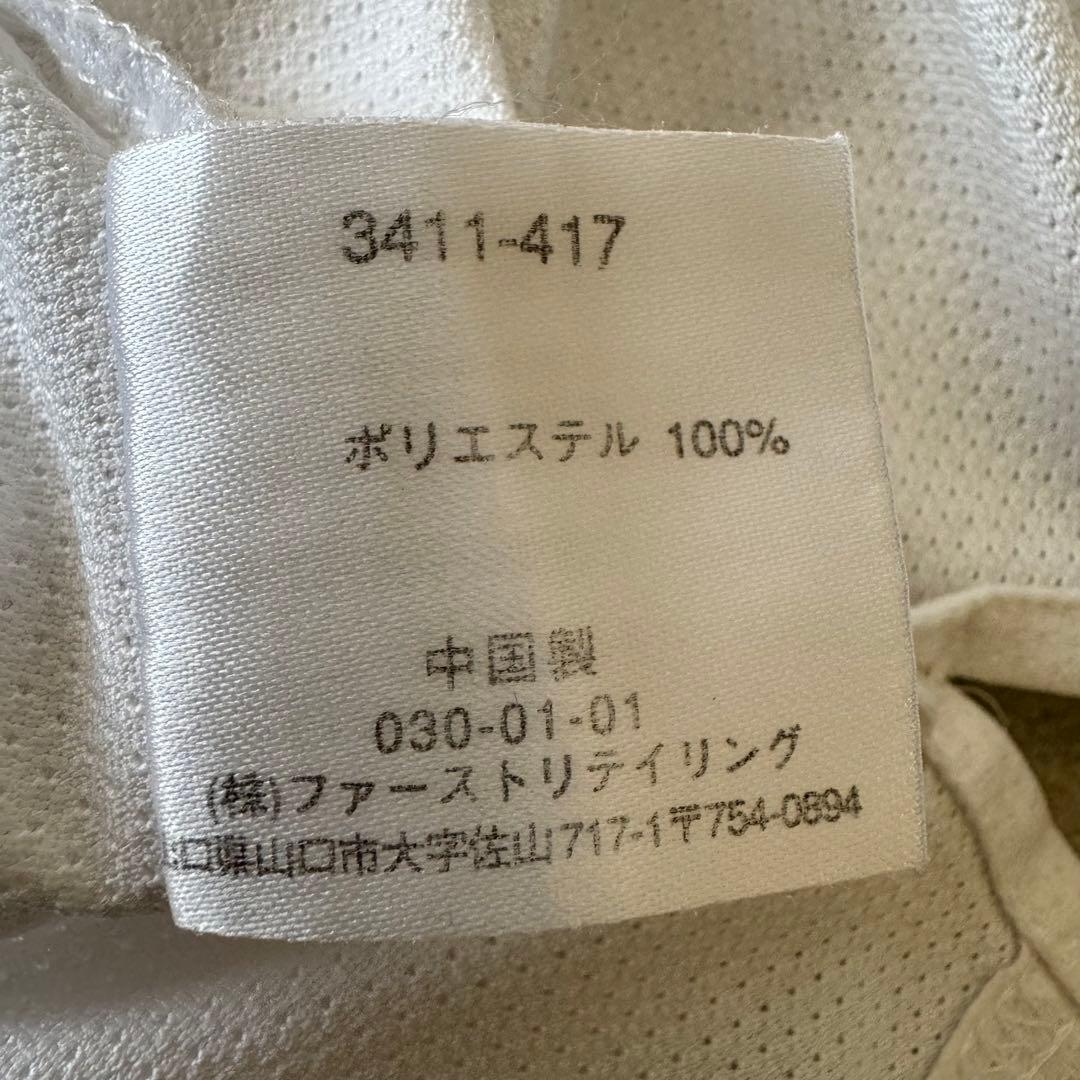 3411-417
ポリエステル 100%
中国製
030-01-01
(株)ファーストリテイリング
口県山口市大字佐山717-1〒754-0894